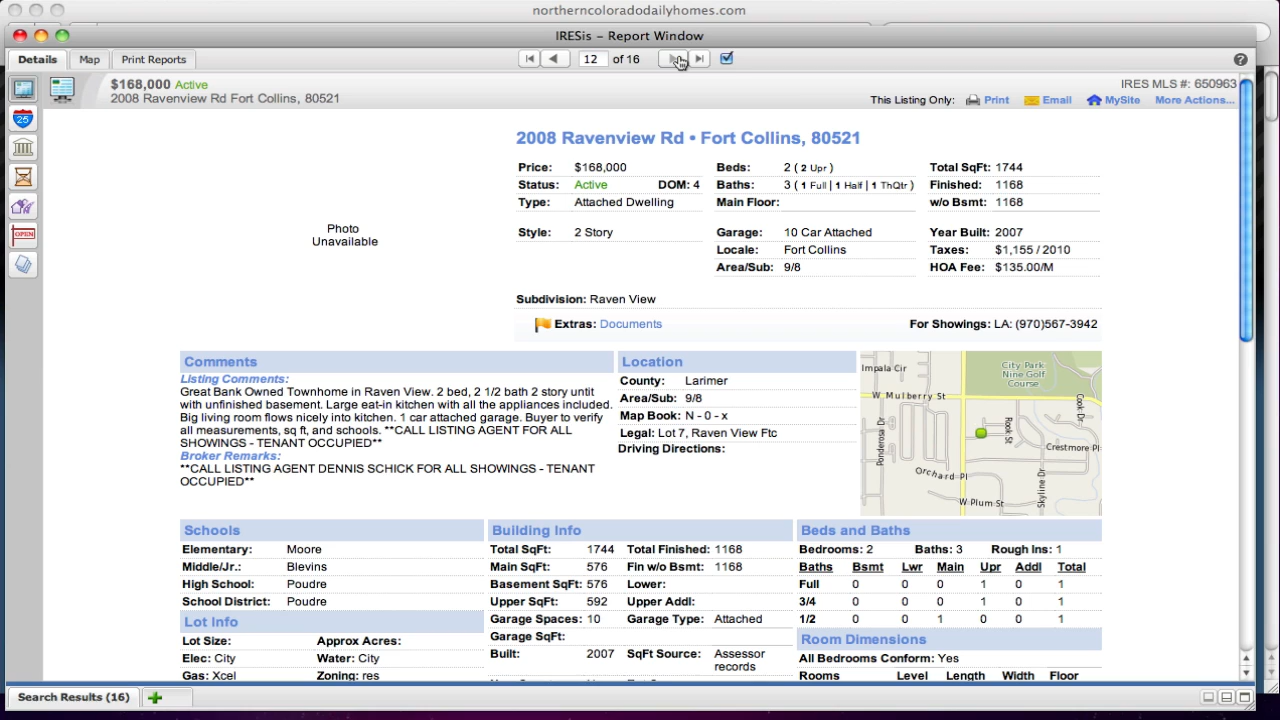 northerncoloradodailyhomes.com
IRESis – Report Window
Details Map Print Reports 12 of 16
$168,000 Active IRES MLS #: 650963
2008 Ravenview Rd Fort Collins, 80521
This Listing Only: Print Email MySite More Actions...
25
OPEN
2008 Ravenview Rd • Fort Collins, 80521
Photo
Unavailable
Price: $168,000 Beds: 2 ( 2 Upr ) Total SqFt: 1744
Status: Active DOM: 4 Baths: 3 ( 1 Full | 1 Half | 1 ThQtr ) Finished: 1168
Type: Attached Dwelling Main Floor: w/o Bsmt: 1168
Style: 2 Story Garage: 10 Car Attached Year Built: 2007
Locale: Fort Collins Taxes: $1,155 / 2010
Area/Sub: 9/8 HOA Fee: $135.00/M
Subdivision: Raven View
Extras: Documents For Showings: LA: (970)567-3942
Comments
Listing Comments:
Great Bank Owned Townhome in Raven View. 2 bed, 2 1/2 bath 2 story untit
with unfinished basement. Large eat-in kitchen with all the appliances included.
Big living room flows nicely into kitchen. 1 car attached garage. Buyer to verify
all measurements, sq ft, and schools. **CALL LISTING AGENT FOR ALL
SHOWINGS - TENANT OCCUPIED**
Broker Remarks:
**CALL LISTING AGENT DENNIS SCHICK FOR ALL SHOWINGS - TENANT
OCCUPIED**
Location
County: Larimer
Area/Sub: 9/8
Map Book: N - 0 - x
Legal: Lot 7, Raven View Ftc
Driving Directions:
Impala Cir
City Park
Nine Golf
Course
W Mulberry St
Ponderosa Dr
Rook St
Cook Dr
Crestmore Pl
Orchard Pl
Skyline Dr
W Plum St
Schools
Elementary: Moore
Middle/Jr.: Blevins
High School: Poudre
School District: Poudre
Lot Info
Lot Size: Approx Acres:
Elec: City Water: City
Gas: Xcel Zoning: res
Building Info
Total SqFt: 1744 Total Finished: 1168
Main SqFt: 576 Fin w/o Bsmt: 1168
Basement SqFt: 576 Lower:
Upper SqFt: 592 Upper Addl:
Garage Spaces: 10 Garage Type: Attached
Garage SqFt:
Built: 2007 SqFt Source: Assessor
records
Beds and Baths
Bedrooms: 2 Baths: 3 Rough Ins: 1
Baths Bsmt Lwr Main Upr Addl Total
Full 0 0 0 1 0 1
3/4 0 0 0 1 0 1
1/2 0 0 1 0 0 1
Room Dimensions
All Bedrooms Conform: Yes
Rooms Level Length Width Floor
Search Results (16)